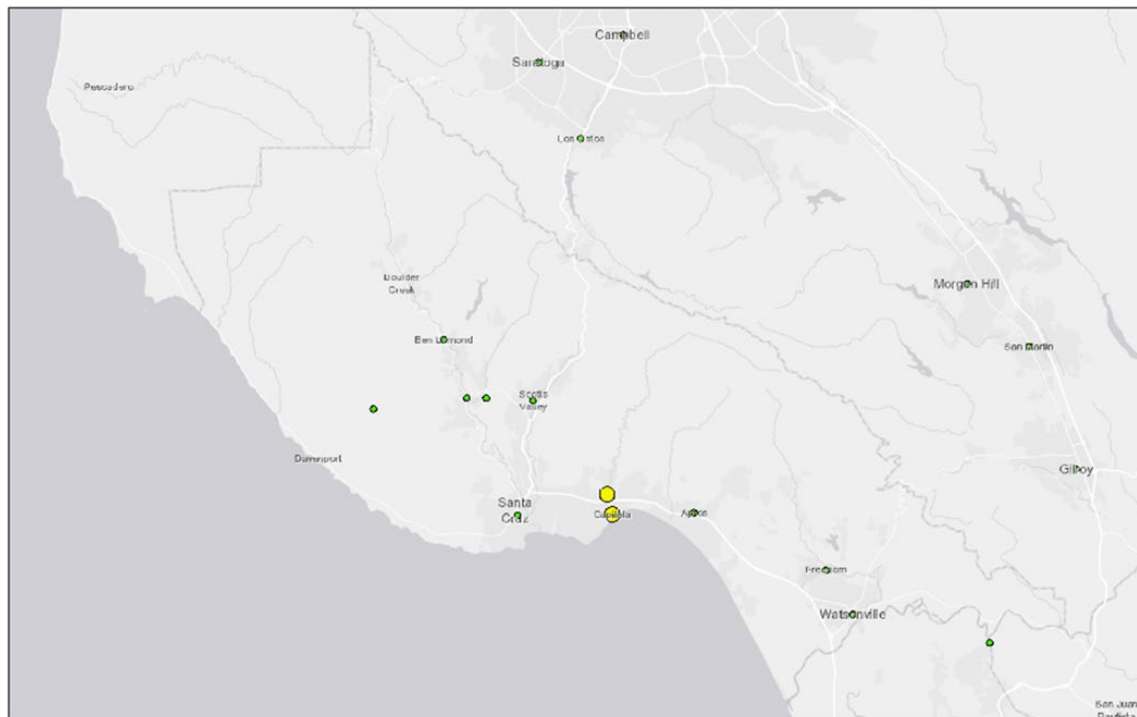 Campbell
Saratoga
Pescadero
Los Gatos
Boulder
Creek
Morgan Hill
Ben Lomond
San Martin
Scotts
Valley
Davenport
Gilroy
Santa
Cruz
Capitola
Aptos
Freedom
Watsonville
San Juan
Bautista